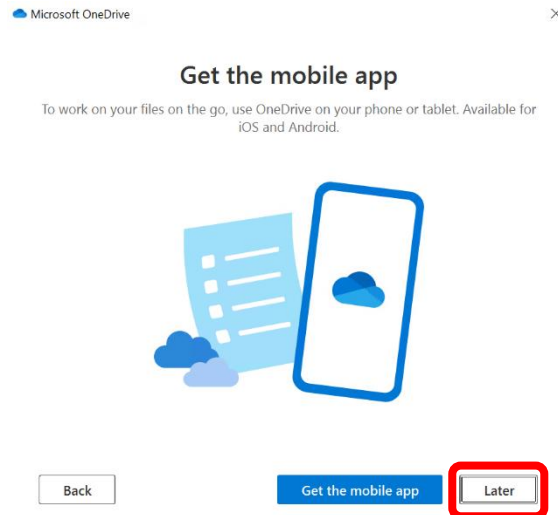 Microsoft OneDrive
Get the mobile app
To work on your files on the go, use OneDrive on your phone or tablet. Available for
iOS and Android.
Back
Get the mobile app
Later